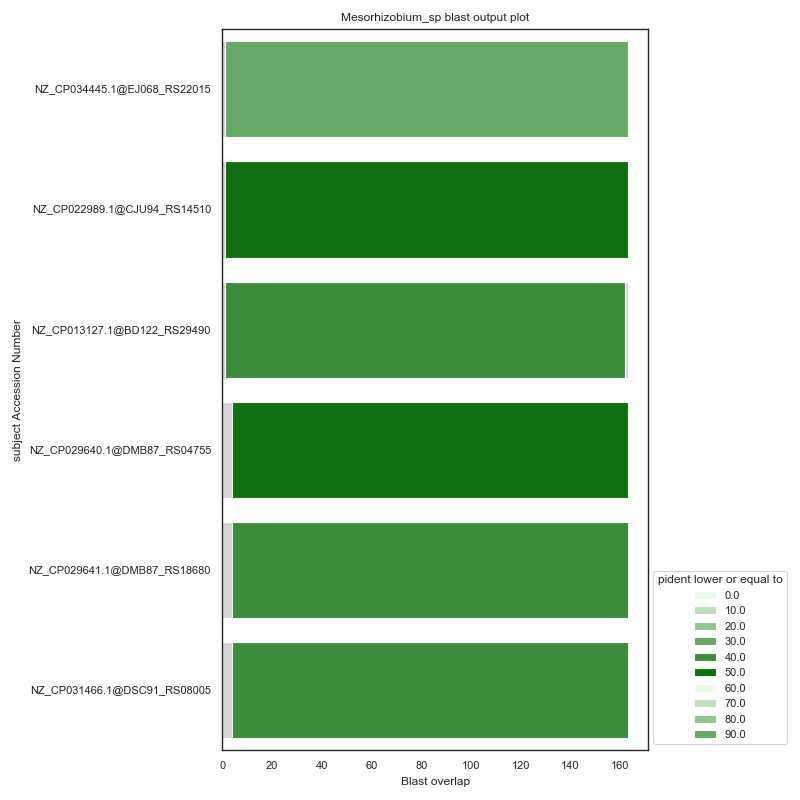 Mesorhizobium_sp blast output plot
NZ_CP034445.1@EJ068_RS22015
NZ_CP022989.1@CJU94_RS14510
NZ_CP013127.1@BD122_RS29490
NZ_CP029640.1@DMB87_RS04755
NZ_CP029641.1@DMB87_RS18680
NZ_CP031466.1@DSC91_RS08005
subject Accession Number
0 20 40 60 80 100 120 140 160
Blast overlap
pident lower or equal to
0.0
10.0
20.0
30.0
40.0
50.0
60.0
70.0
80.0
90.0